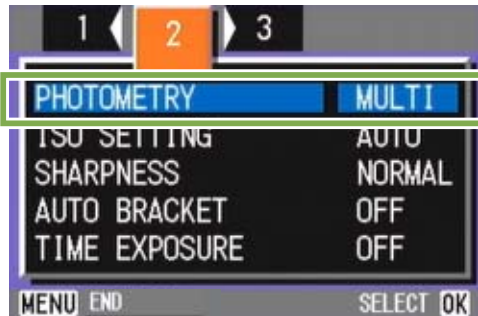 1 2 3
PHOTOMETRY MULTI
ISO SETTING AUTO
SHARPNESS NORMAL
AUTO BRACKET OFF
TIME EXPOSURE OFF
MENU END SELECT OK